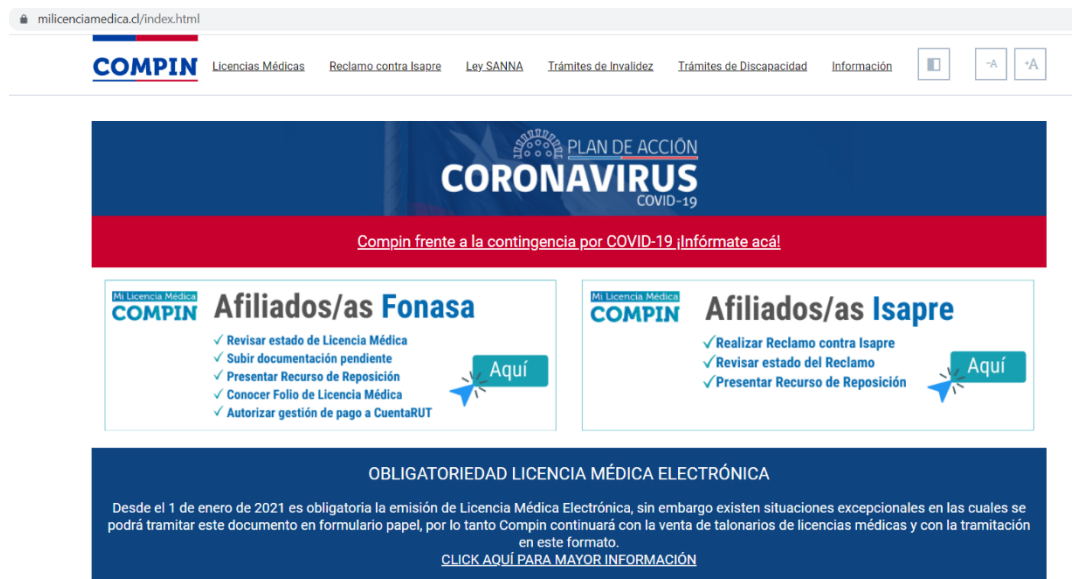 milicenciamedica.cl/index.html
COMPIN
Licencias Médicas
Reclamo contra Isapre
Ley SANNA
Trámites de Invalidez
Trámites de Discapacidad
Información
-A
+A
PLAN DE ACCIÓN
CORONAVIRUS
COVID-19
Compin frente a la contingencia por COVID-19 ¡Infórmate acá!
Mi Licencia Médica
COMPIN
Afiliados/as Fonasa
✓ Revisar estado de Licencia Médica
✓ Subir documentación pendiente
✓ Presentar Recurso de Reposición
✓ Conocer Folio de Licencia Médica
✓ Autorizar gestión de pago a CuentaRUT
Aquí
Mi Licencia Médica
COMPIN
Afiliados/as Isapre
✓Realizar Reclamo contra Isapre
✓Revisar estado del Reclamo
✓Presentar Recurso de Reposición
Aquí
OBLIGATORIEDAD LICENCIA MÉDICA ELECTRÓNICA
Desde el 1 de enero de 2021 es obligatoria la emisión de Licencia Médica Electrónica, sin embargo existen situaciones excepcionales en las cuales se
podrá tramitar este documento en formulario papel, por lo tanto Compin continuará con la venta de talonarios de licencias médicas y con la tramitación
en este formato.
CLICK AQUÍ PARA MAYOR INFORMACIÓN